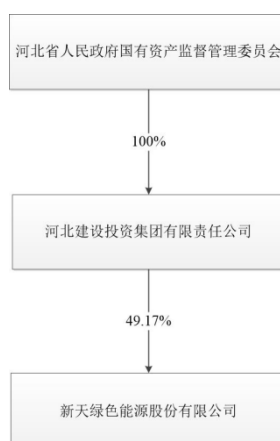 河北省人民政府国有资产监督管理委员会
100%
河北建设投资集团有限责任公司
49.17%
新天绿色能源股份有限公司